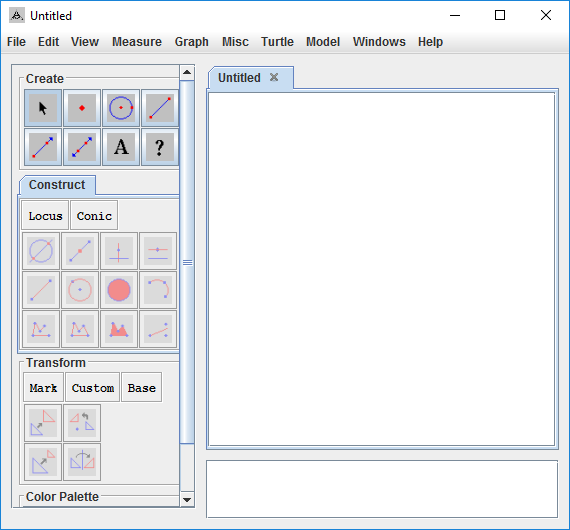 Untitled
File Edit View Measure Graph Misc Turtle Model Windows Help
Create
Untitled
A ?
Construct
Locus Conic
Transform
Mark Custom Base
Color Palette